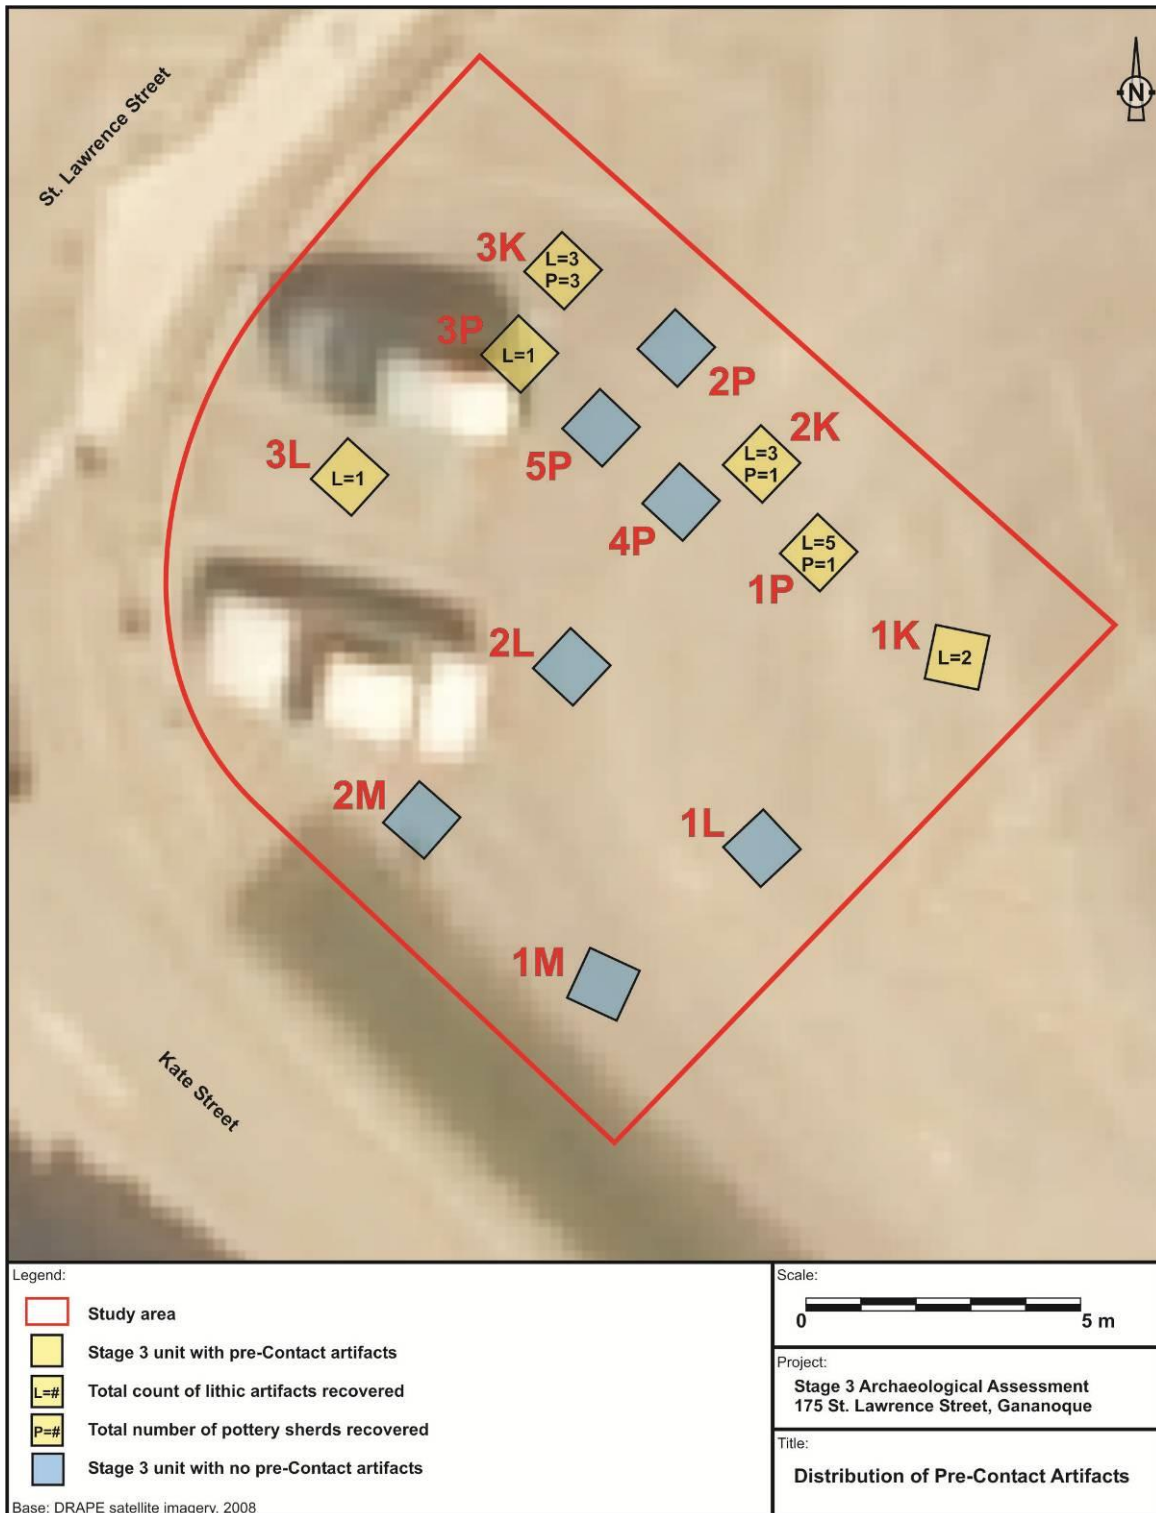 St. Lawrence Street
N
3K
L=3
P=3
3P
L=1
2P
3L
L=1
5P
2K
L=3
P=1
4P
L=5
P=1
1P
2L
1K
L=2
2M
1L
1M
Kate Street
Legend:
Study area
Stage 3 unit with pre-Contact artifacts
L=# Total count of lithic artifacts recovered
P=# Total number of pottery sherds recovered
Stage 3 unit with no pre-Contact artifacts
Base: DRAPE satellite imagery, 2008
Scale:
0 5 m
Project:
Stage 3 Archaeological Assessment
175 St. Lawrence Street, Gananoque
Title:
Distribution of Pre-Contact Artifacts